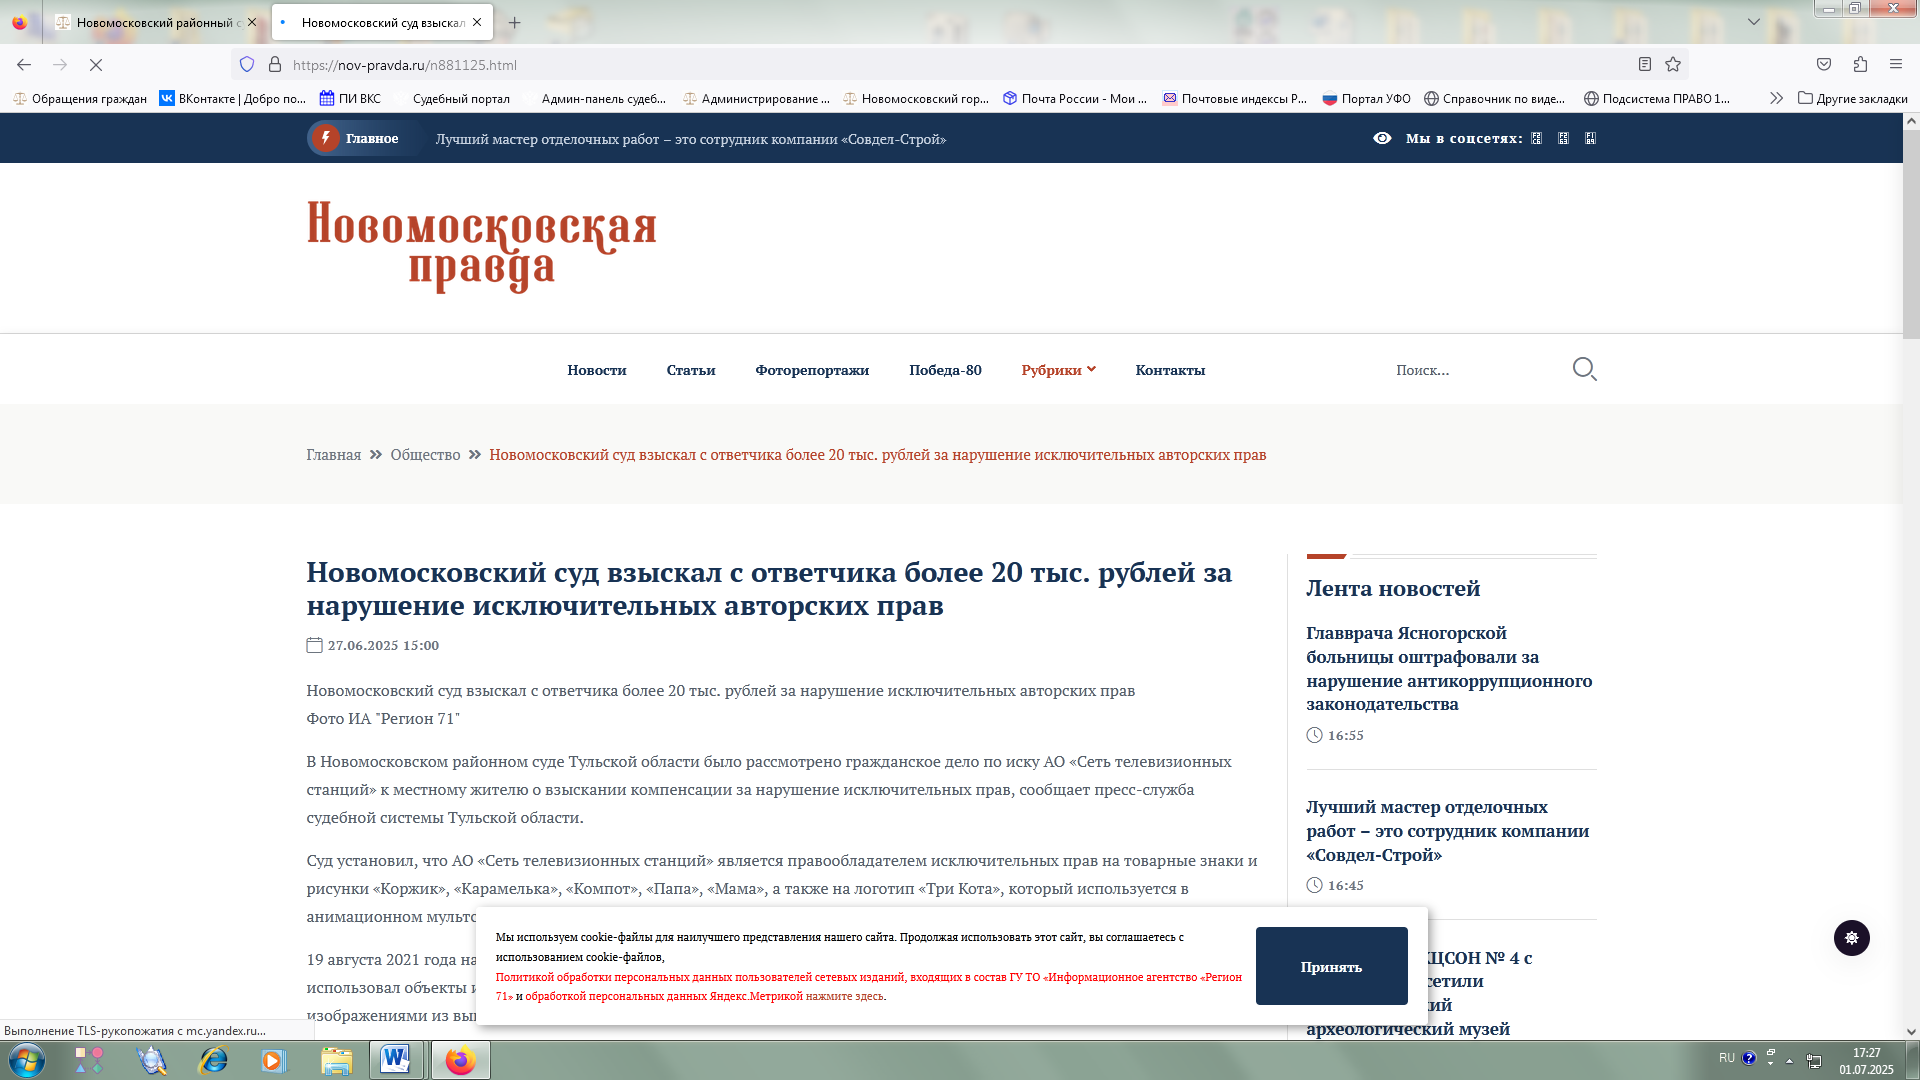 Новомосковский районный с
Новомосковский суд взыскал
https://nov-pravda.ru/n881125.html
Обращения граждан
ВКонтакте | Добро по...
ПИ ВКС
Судебный портал
Админ-панель судеб...
Администрирование ...
Новомосковский гор...
Почта России - Мои ...
Почтовые индексы Р...
Портал УФО
Справочник по виде...
Подсистема ПРАВО 1...
Другие закладки
Главное
Лучший мастер отделочных работ – это сотрудник компании «Совдел-Строй»
Мы в соцсетях:
Новомосковская
правда
Новости
Статьи
Фоторепортажи
Победа-80
Рубрики
Контакты
Поиск...
Главная » Общество » Новомосковский суд взыскал с ответчика более 20 тыс. рублей за нарушение исключительных авторских прав
Новомосковский суд взыскал с ответчика более 20 тыс. рублей за
нарушение исключительных авторских прав
27.06.2025 15:00
Новомосковский суд взыскал с ответчика более 20 тыс. рублей за нарушение исключительных авторских прав
Фото ИА "Регион 71"
В Новомосковском районном суде Тульской области было рассмотрено гражданское дело по иску АО «Сеть телевизионных
станций» к местному жителю о взыскании компенсации за нарушение исключительных прав, сообщает пресс-служба
судебной системы Тульской области.
Суд установил, что АО «Сеть телевизионных станций» является правообладателем исключительных прав на товарные знаки и
рисунки «Коржик», «Карамелька», «Компот», «Папа», «Мама», а также на логотип «Три Кота», который используется в
анимационном мультс
19 августа 2021 года на
использовал объекты и
изображениями из вы
Лента новостей
Главврача Ясногорской
больницы оштрафовали за
нарушение антикоррупционного
законодательства
16:55
Лучший мастер отделочных
работ – это сотрудник компании
«Совдел-Строй»
16:45
КЦСОН № 4 с
сетили
кий
археологический музей
Мы используем cookie-файлы для наилучшего представления нашего сайта. Продолжая использовать этот сайт, вы соглашаетесь с
использованием cookie-файлов,
Политикой обработки персональных данных пользователей сетевых изданий, входящих в состав ГУ ТО «Информационное агентство «Регион
71» и обработкой персональных данных Яндекс.Метрикой нажмите здесь.
Принять
Выполнение TLS-рукопожатия с mc.yandex.ru...
RU
17:27
01.07.2025